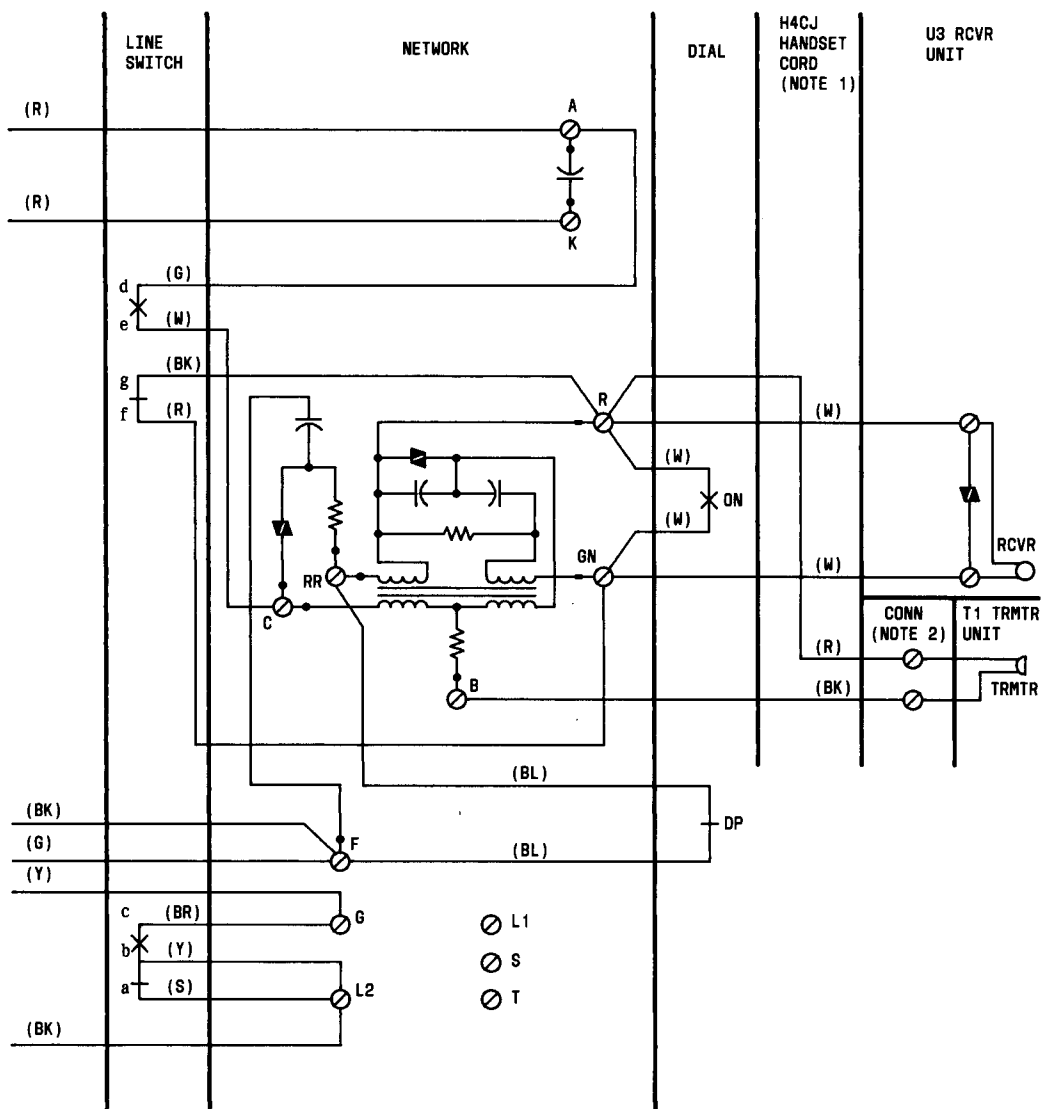 LINE
SWITCH
NETWORK
DIAL
H4CJ
HANDSET
CORD
(NOTE 1)
U3 RCVR
UNIT
(R)
A
(R)
K
d
(G)
e
(W)
g
(BK)
f
(R)
R
(W)
(W)
ON
(W)
GN
(W)
RCVR
RR
C
CONN
(NOTE 2)
T1 TRMTR
UNIT
(R)
TRMTR
B
(BK)
(BL)
(BK)
DP
F
(G)
(BL)
(Y)
c
(BR)
G
L1
b
(Y)
S
a
(S)
L2
T
(BK)